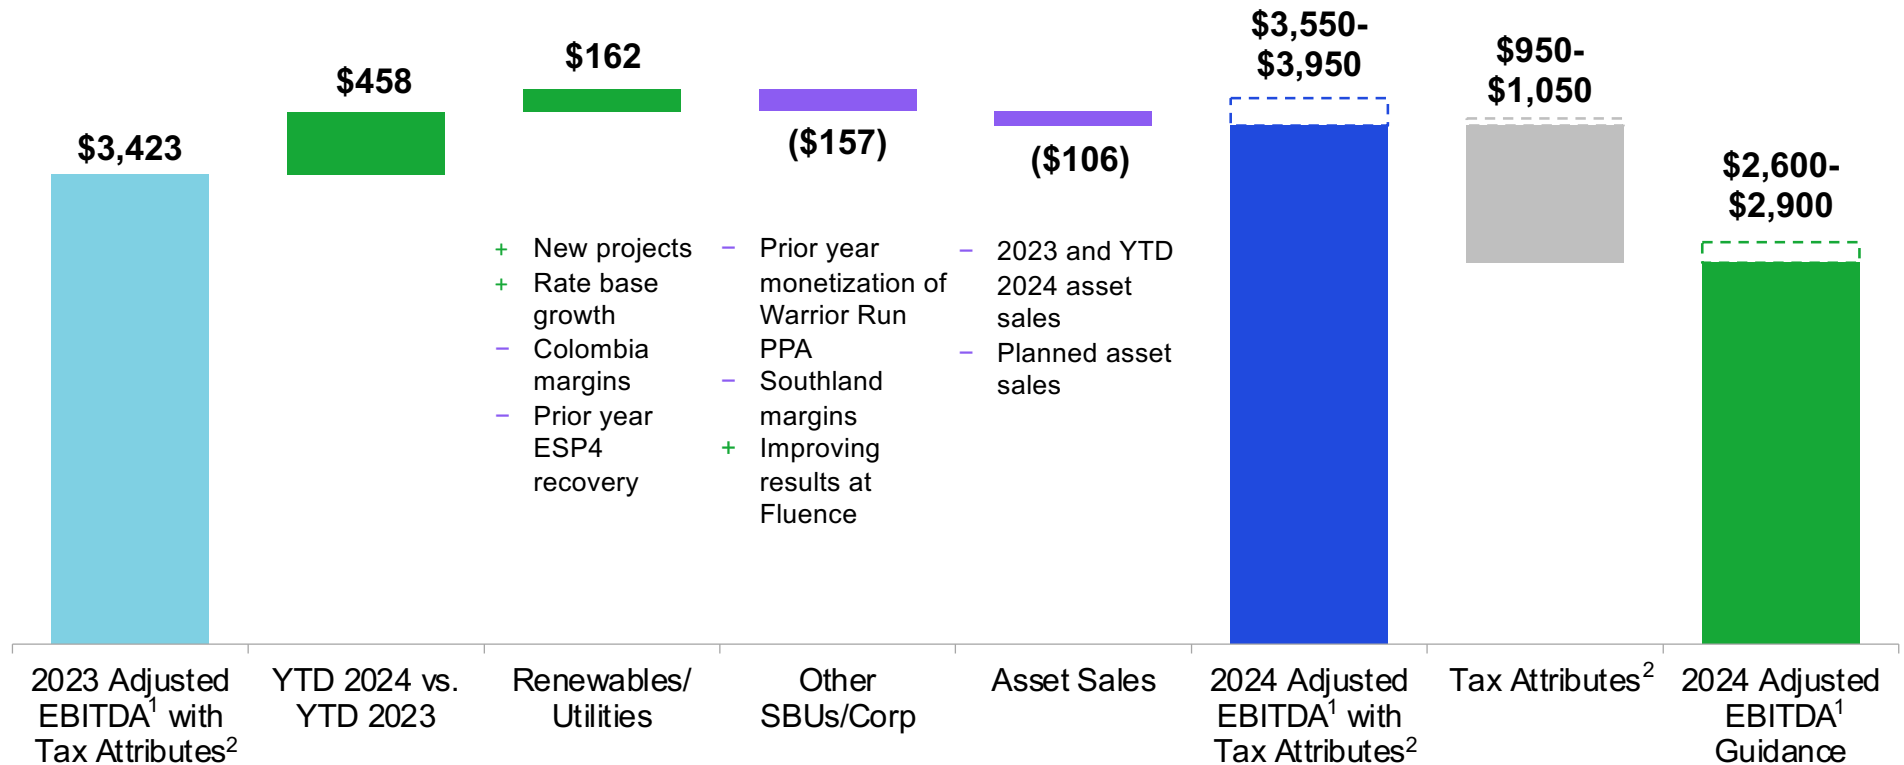 $3,423
$458
$162
($157)
($106)
$3,550-
$3,950
$950-
$1,050
$2,600-
$2,900
+ New projects
+ Rate base
growth
– Colombia
margins
– Prior year
ESP4
recovery
– Prior year
monetization of
Warrior Run
PPA
– Southland
margins
+ Improving
results at
Fluence
– 2023 and YTD
2024 asset
sales
– Planned asset
sales
2023 Adjusted
EBITDA¹ with
Tax Attributes²
YTD 2024 vs.
YTD 2023
Renewables/
Utilities
Other
SBUs/Corp
Asset Sales
2024 Adjusted
EBITDA¹ with
Tax Attributes²
Tax Attributes²
2024 Adjusted
EBITDA¹
Guidance